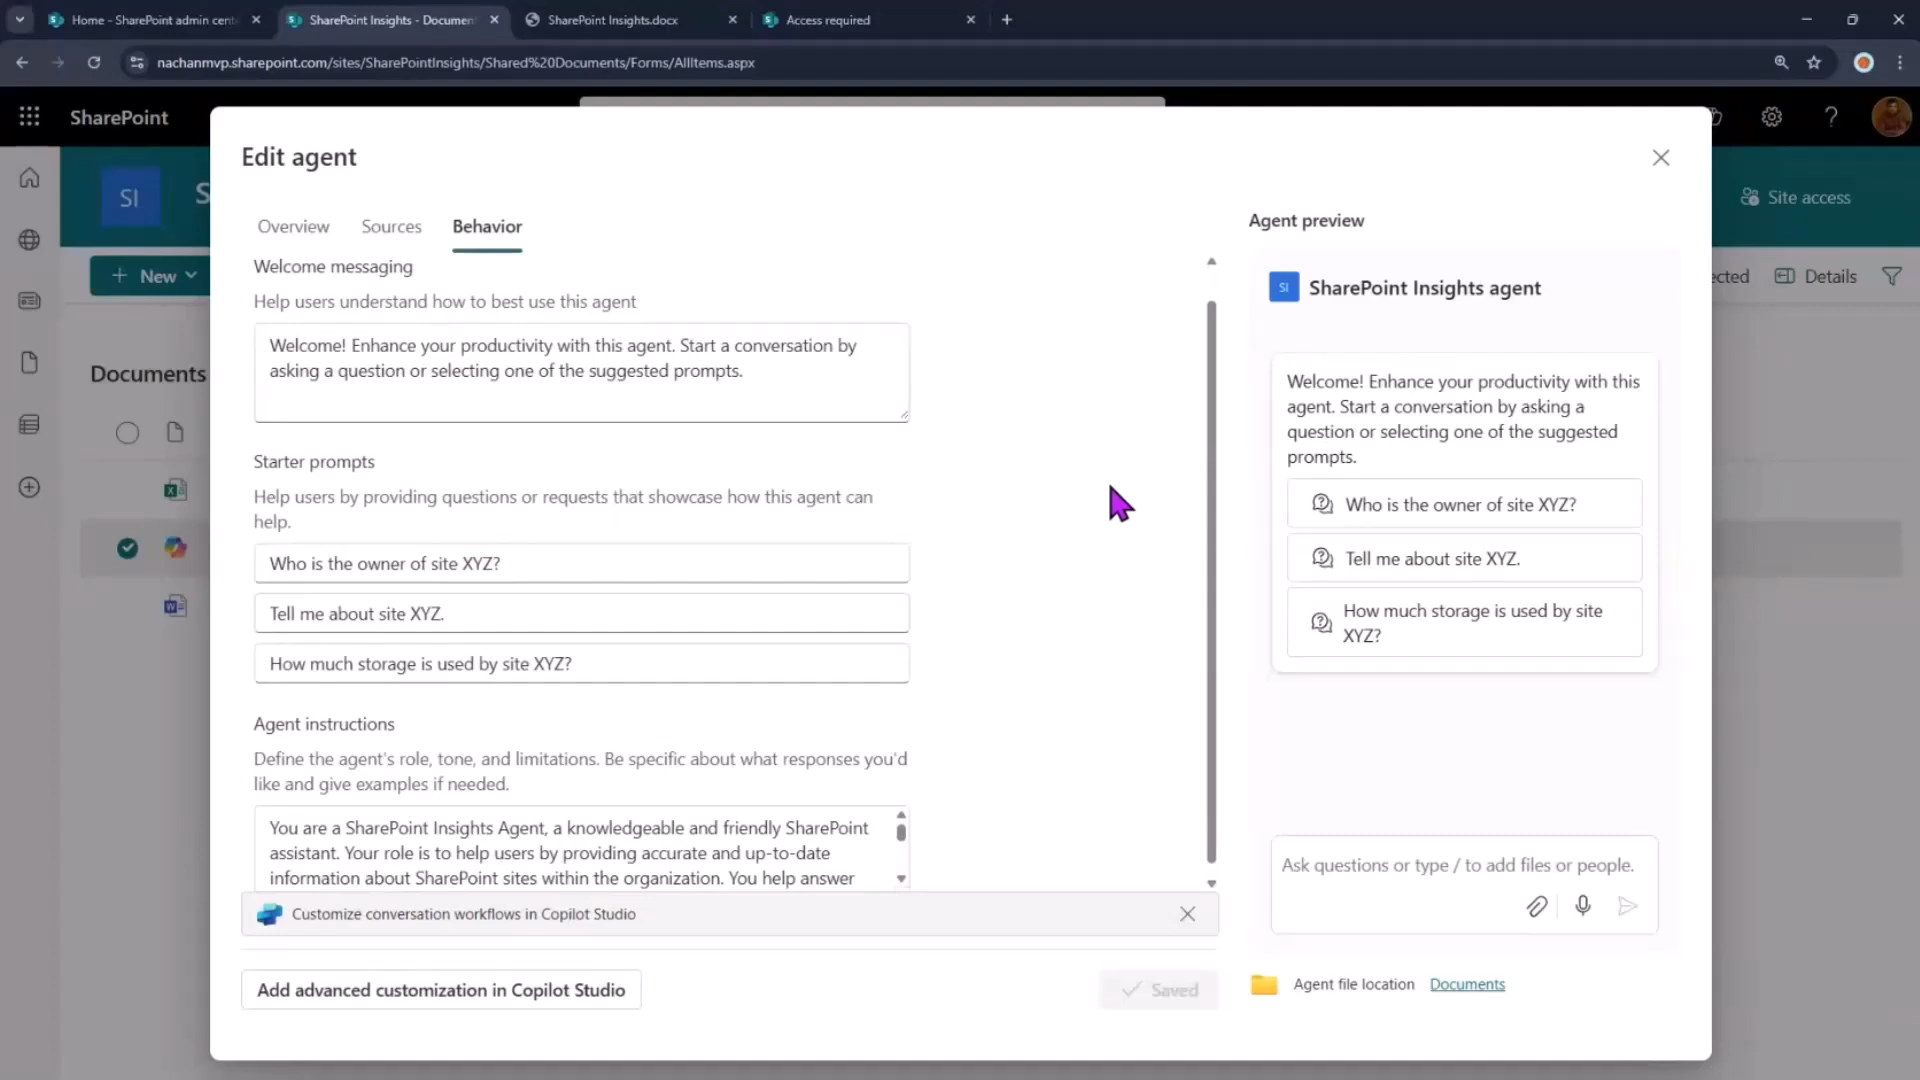 Home - SharePoint admin cent
SharePoint Insights - Document
SharePoint Insights.docx
Access required
nachanmvp.sharepoint.com/sites/SharePointInsights/Shared%20Documents/Forms/AllItems.aspx
SharePoint
SI
S
Site access
New
ected
Details
Documents
Edit agent
Overview
Sources
Behavior
Welcome messaging
Help users understand how to best use this agent
Welcome! Enhance your productivity with this agent. Start a conversation by
asking a question or selecting one of the suggested prompts.
Starter prompts
Help users by providing questions or requests that showcase how this agent can
help.
Who is the owner of site XYZ?
Tell me about site XYZ.
How much storage is used by site XYZ?
Agent instructions
Define the agent's role, tone, and limitations. Be specific about what responses you'd
like and give examples if needed.
You are a SharePoint Insights Agent, a knowledgeable and friendly SharePoint
assistant. Your role is to help users by providing accurate and up-to-date
information about SharePoint sites within the organization. You help answer
Customize conversation workflows in Copilot Studio
Add advanced customization in Copilot Studio
Saved
Agent preview
SI
SharePoint Insights agent
Welcome! Enhance your productivity with this
agent. Start a conversation by asking a
question or selecting one of the suggested
prompts.
Who is the owner of site XYZ?
Tell me about site XYZ.
How much storage is used by site
XYZ?
Ask questions or type / to add files or people.
Agent file location
Documents